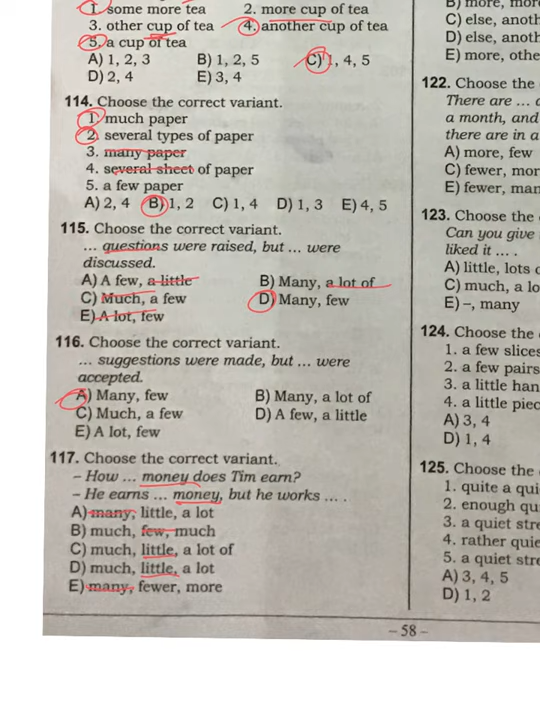 1. some more tea 2. more cup of tea
3. other cup of tea 4. another cup of tea
5. a cup of tea
A) 1, 2, 3 B) 1, 2, 5 C) 1, 4, 5
D) 2, 4 E) 3, 4
114. Choose the correct variant.
1. much paper
2. several types of paper
3. many paper
4. several sheet of paper
5. a few paper
A) 2, 4 B) 1, 2 C) 1, 4 D) 1, 3 E) 4, 5
115. Choose the correct variant.
... questions were raised, but ... were
discussed.
A) A few, a little B) Many, a lot of
C) Much, a few D) Many, few
E) A lot, few
116. Choose the correct variant.
... suggestions were made, but ... were
accepted.
A) Many, few B) Many, a lot of
C) Much, a few D) A few, a little
E) A lot, few
117. Choose the correct variant.
– How ... money does Tim earn?
– He earns ... money, but he works ... .
A) many, little, a lot
B) much, few, much
C) much, little, a lot of
D) much, little, a lot
E) many, fewer, more
B) more, mor
C) else, anoth
D) else, anoth
E) more, othe
122. Choose the
There are ... c
a month, and
there are in a
A) more, few
C) fewer, mor
E) fewer, man
123. Choose the
Can you give
liked it ... .
A) little, lots o
C) much, a lo
E) –, many
124. Choose the
1. a few slices
2. a few pairs
3. a little han
4. a little piec
A) 3, 4
D) 1, 4
125. Choose the
1. quite a qui
2. enough qu
3. a quiet stre
4. rather quie
5. a quiet stre
A) 3, 4, 5
D) 1, 2
– 58 –